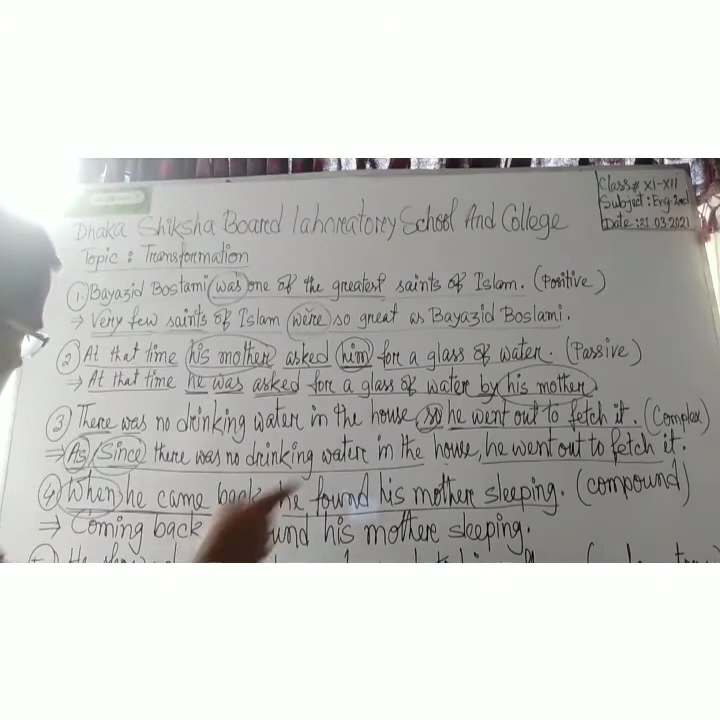 Class# XI-XII
Subject: Eng-2nd
Date: 21.03.2021
Dhaka Shiksha Board laboratorey School And College
Topic: Transformation
1. Bayazid Bostami was one of the greatest saints of Islam. (Positive)
→ Very few saints of Islam were so great as Bayazid Bostami.
2 At that time his mother asked him for a glass of water. (Passive)
→ At that time he was asked for a glass of water by his mother.
3 There was no drinking water in the house, so he went out to fetch it. (Complex)
⇒ As/Since there was no drinking water in the house, he went out to fetch it.
4 When he came back he found his mother sleeping. (Compound)
⇒ Coming back his mother sleeping.